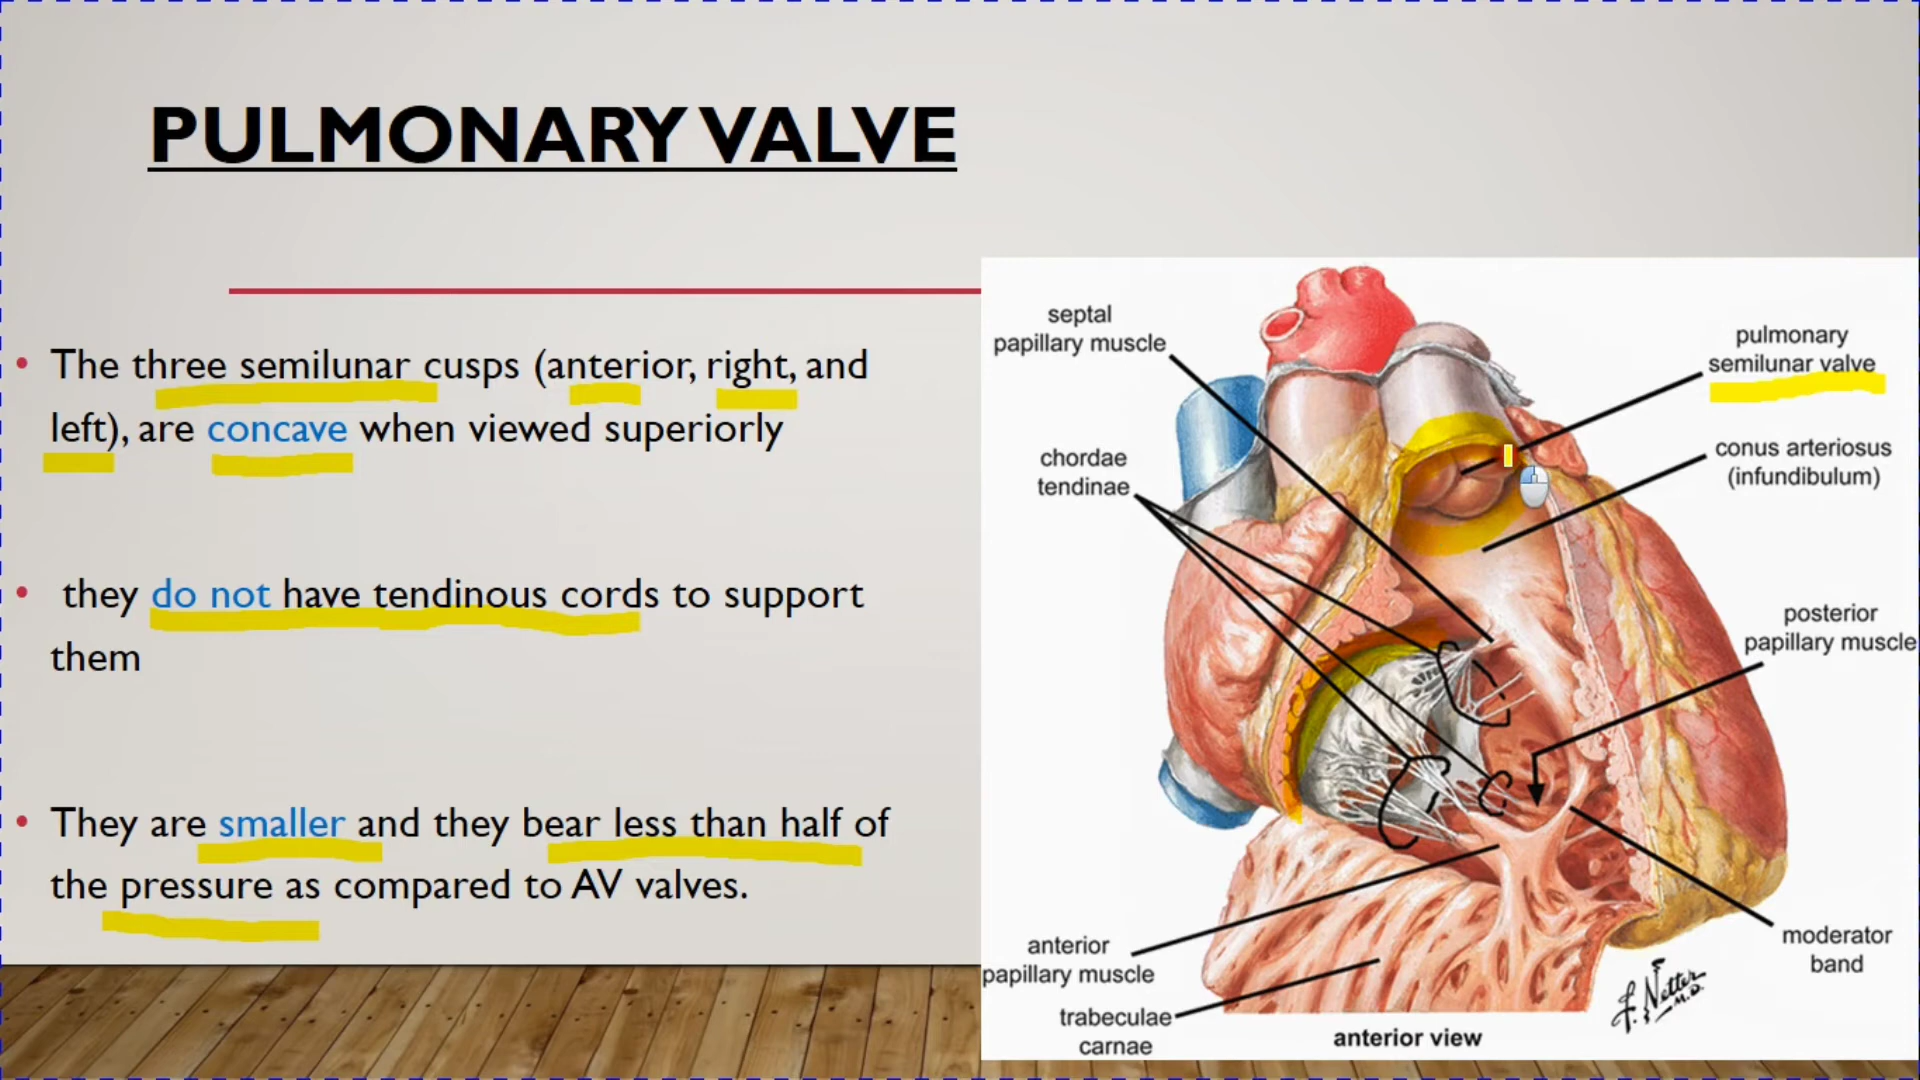 PULMONARY VALVE
• The three semilunar cusps (anterior, right, and
left), are concave when viewed superiorly
• they do not have tendinous cords to support
them
• They are smaller and they bear less than half of
the pressure as compared to AV valves.
septal
papillary muscle
chordae
tendinae
anterior
papillary muscle
trabeculae
carnae
pulmonary
semilunar valve
conus arteriosus
(infundibulum)
posterior
papillary muscle
moderator
band
F. Netter
M.D.
anterior view